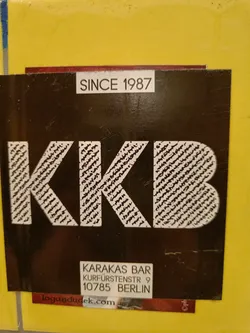 SINCE 1987
KKB
KARAKAS BAR
KURFÜRSTENSTR 9
10785 BERLIN